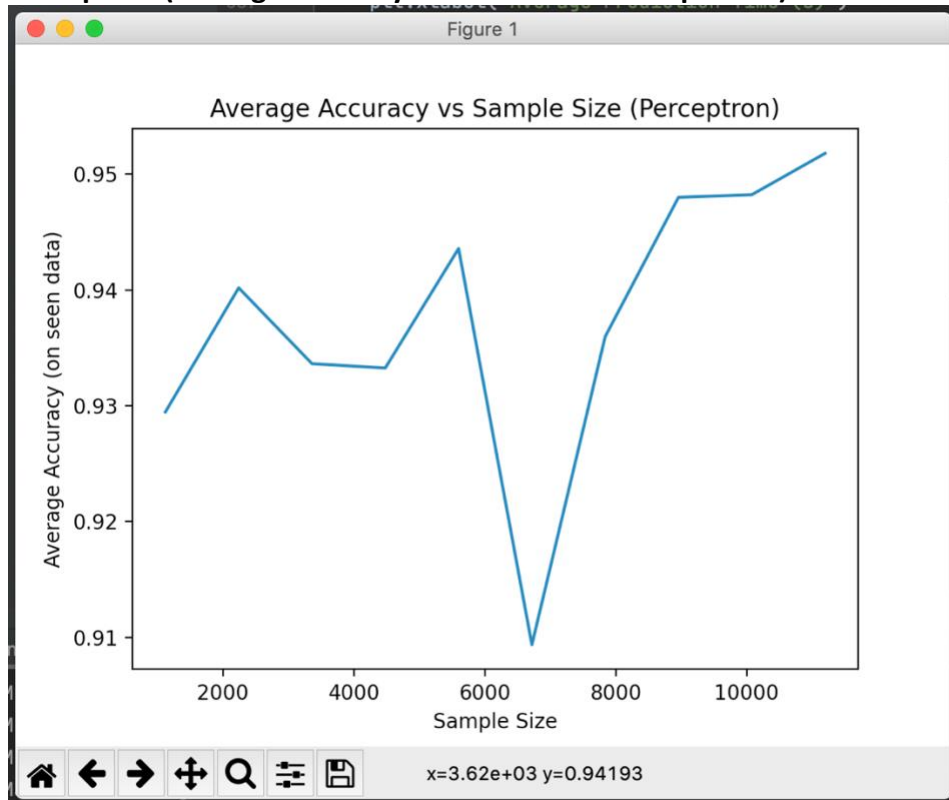 Figure 1
Average Accuracy vs Sample Size (Perceptron)
Average Accuracy (on seen data)
0.95
0.94
0.93
0.92
0.91
2000 4000 6000 8000 10000
Sample Size
x=3.62e+03 y=0.94193